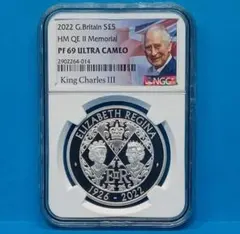 2022 G.Britain S£5
HM QE II Memorial
PF 69 ULTRA CAMEO
2902264-014
NGC
King Charles III
ELIZABETH REGINA
EIIR
1926 - 2022